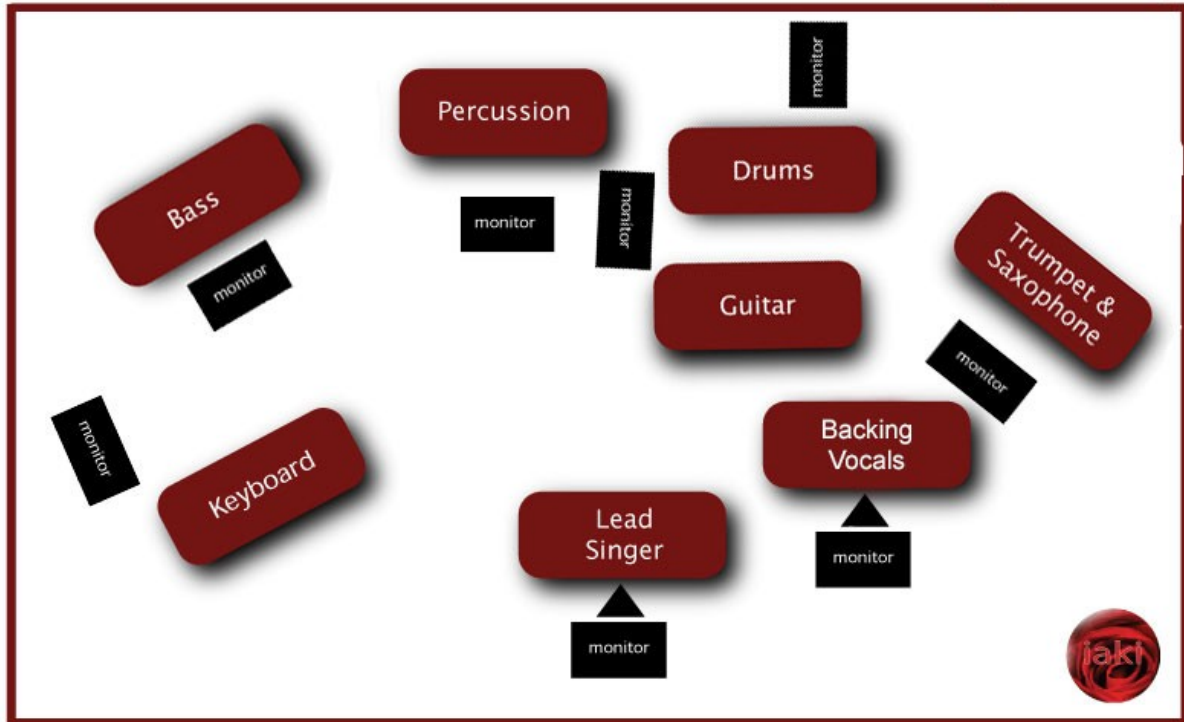 monitor
Percussion
Drums
Bass
monitor
monitor
Trumpet &
Saxophone
monitor
Guitar
monitor
monitor
Backing
Vocals
Keyboard
Lead
Singer
monitor
monitor
iaki